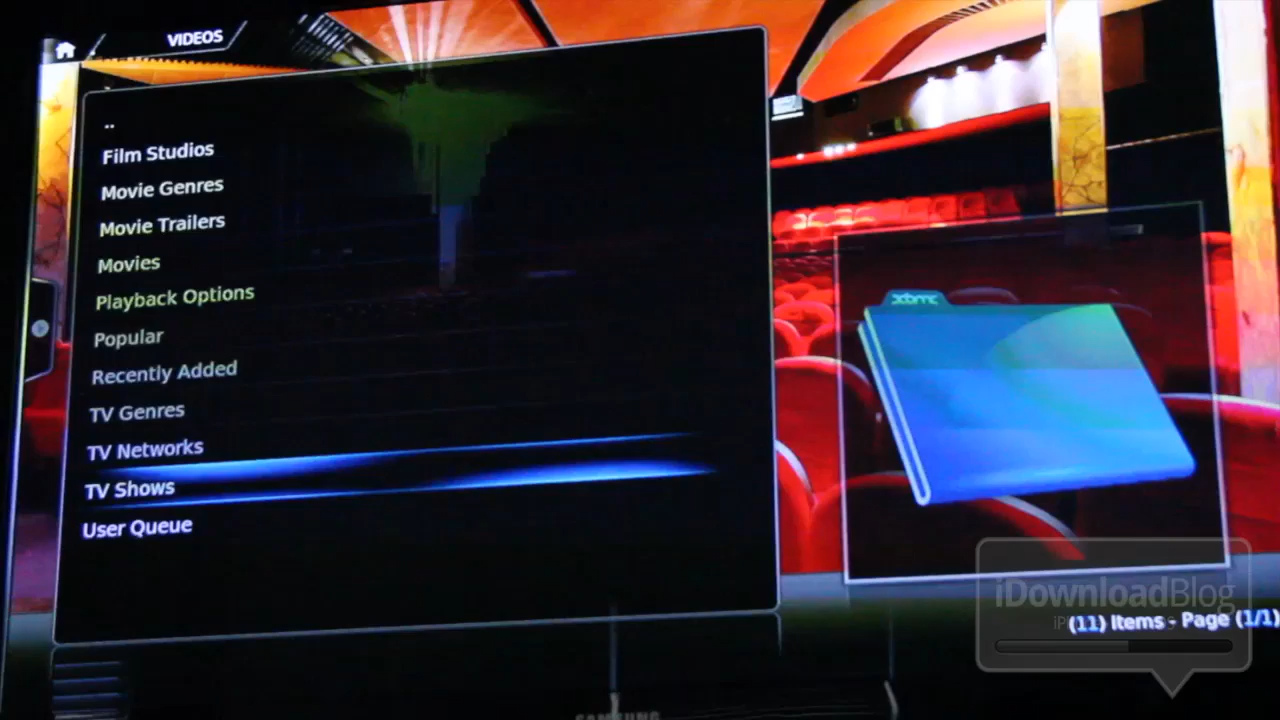 VIDEOS
..
Film Studios
Movie Genres
Movie Trailers
Movies
Playback Options
Popular
Recently Added
TV Genres
TV Networks
TV Shows
User Queue
xbmc
iDownloadBlog
(11) Items - Page (1/1)
SAMSUNG